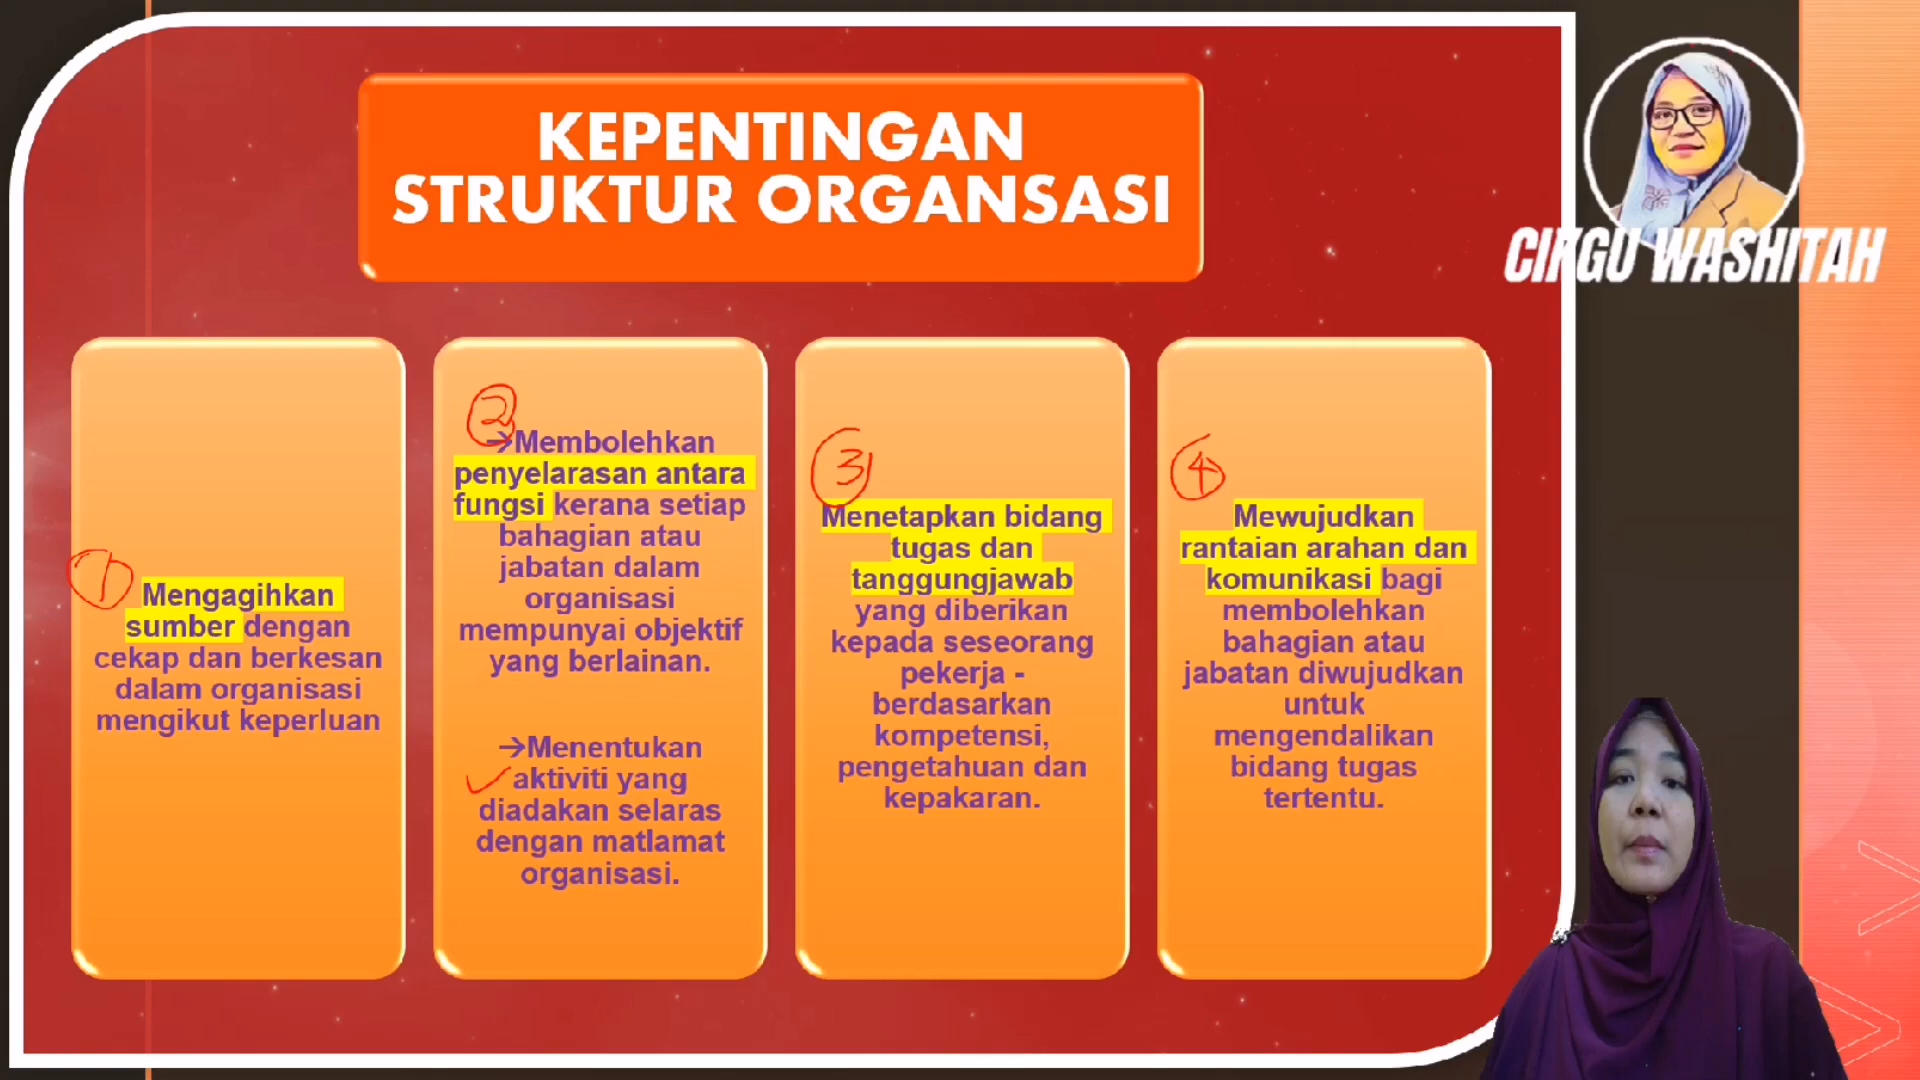 KEPENTINGAN
STRUKTUR ORGANSASI
CIKGU WASHITAH
1
Mengagihkan
sumber dengan
cekap dan berkesan
dalam organisasi
mengikut keperluan
2
→Membolehkan
penyelarasan antara
fungsi kerana setiap
bahagian atau
jabatan dalam
organisasi
mempunyai objektif
yang berlainan.
→Menentukan
aktiviti yang
diadakan selaras
dengan matlamat
organisasi.
3
Menetapkan bidang
tugas dan
tanggungjawab
yang diberikan
kepada seseorang
pekerja -
berdasarkan
kompetensi,
pengetahuan dan
kepakaran.
4
Mewujudkan
rantaian arahan dan
komunikasi bagi
membolehkan
bahagian atau
jabatan diwujudkan
untuk
mengendalikan
bidang tugas
tertentu.